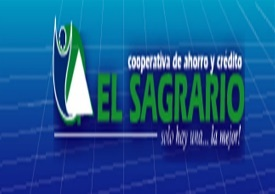 cooperativa de ahorro y crédito
EL SAGRARIO
solo hay una... la mejor!